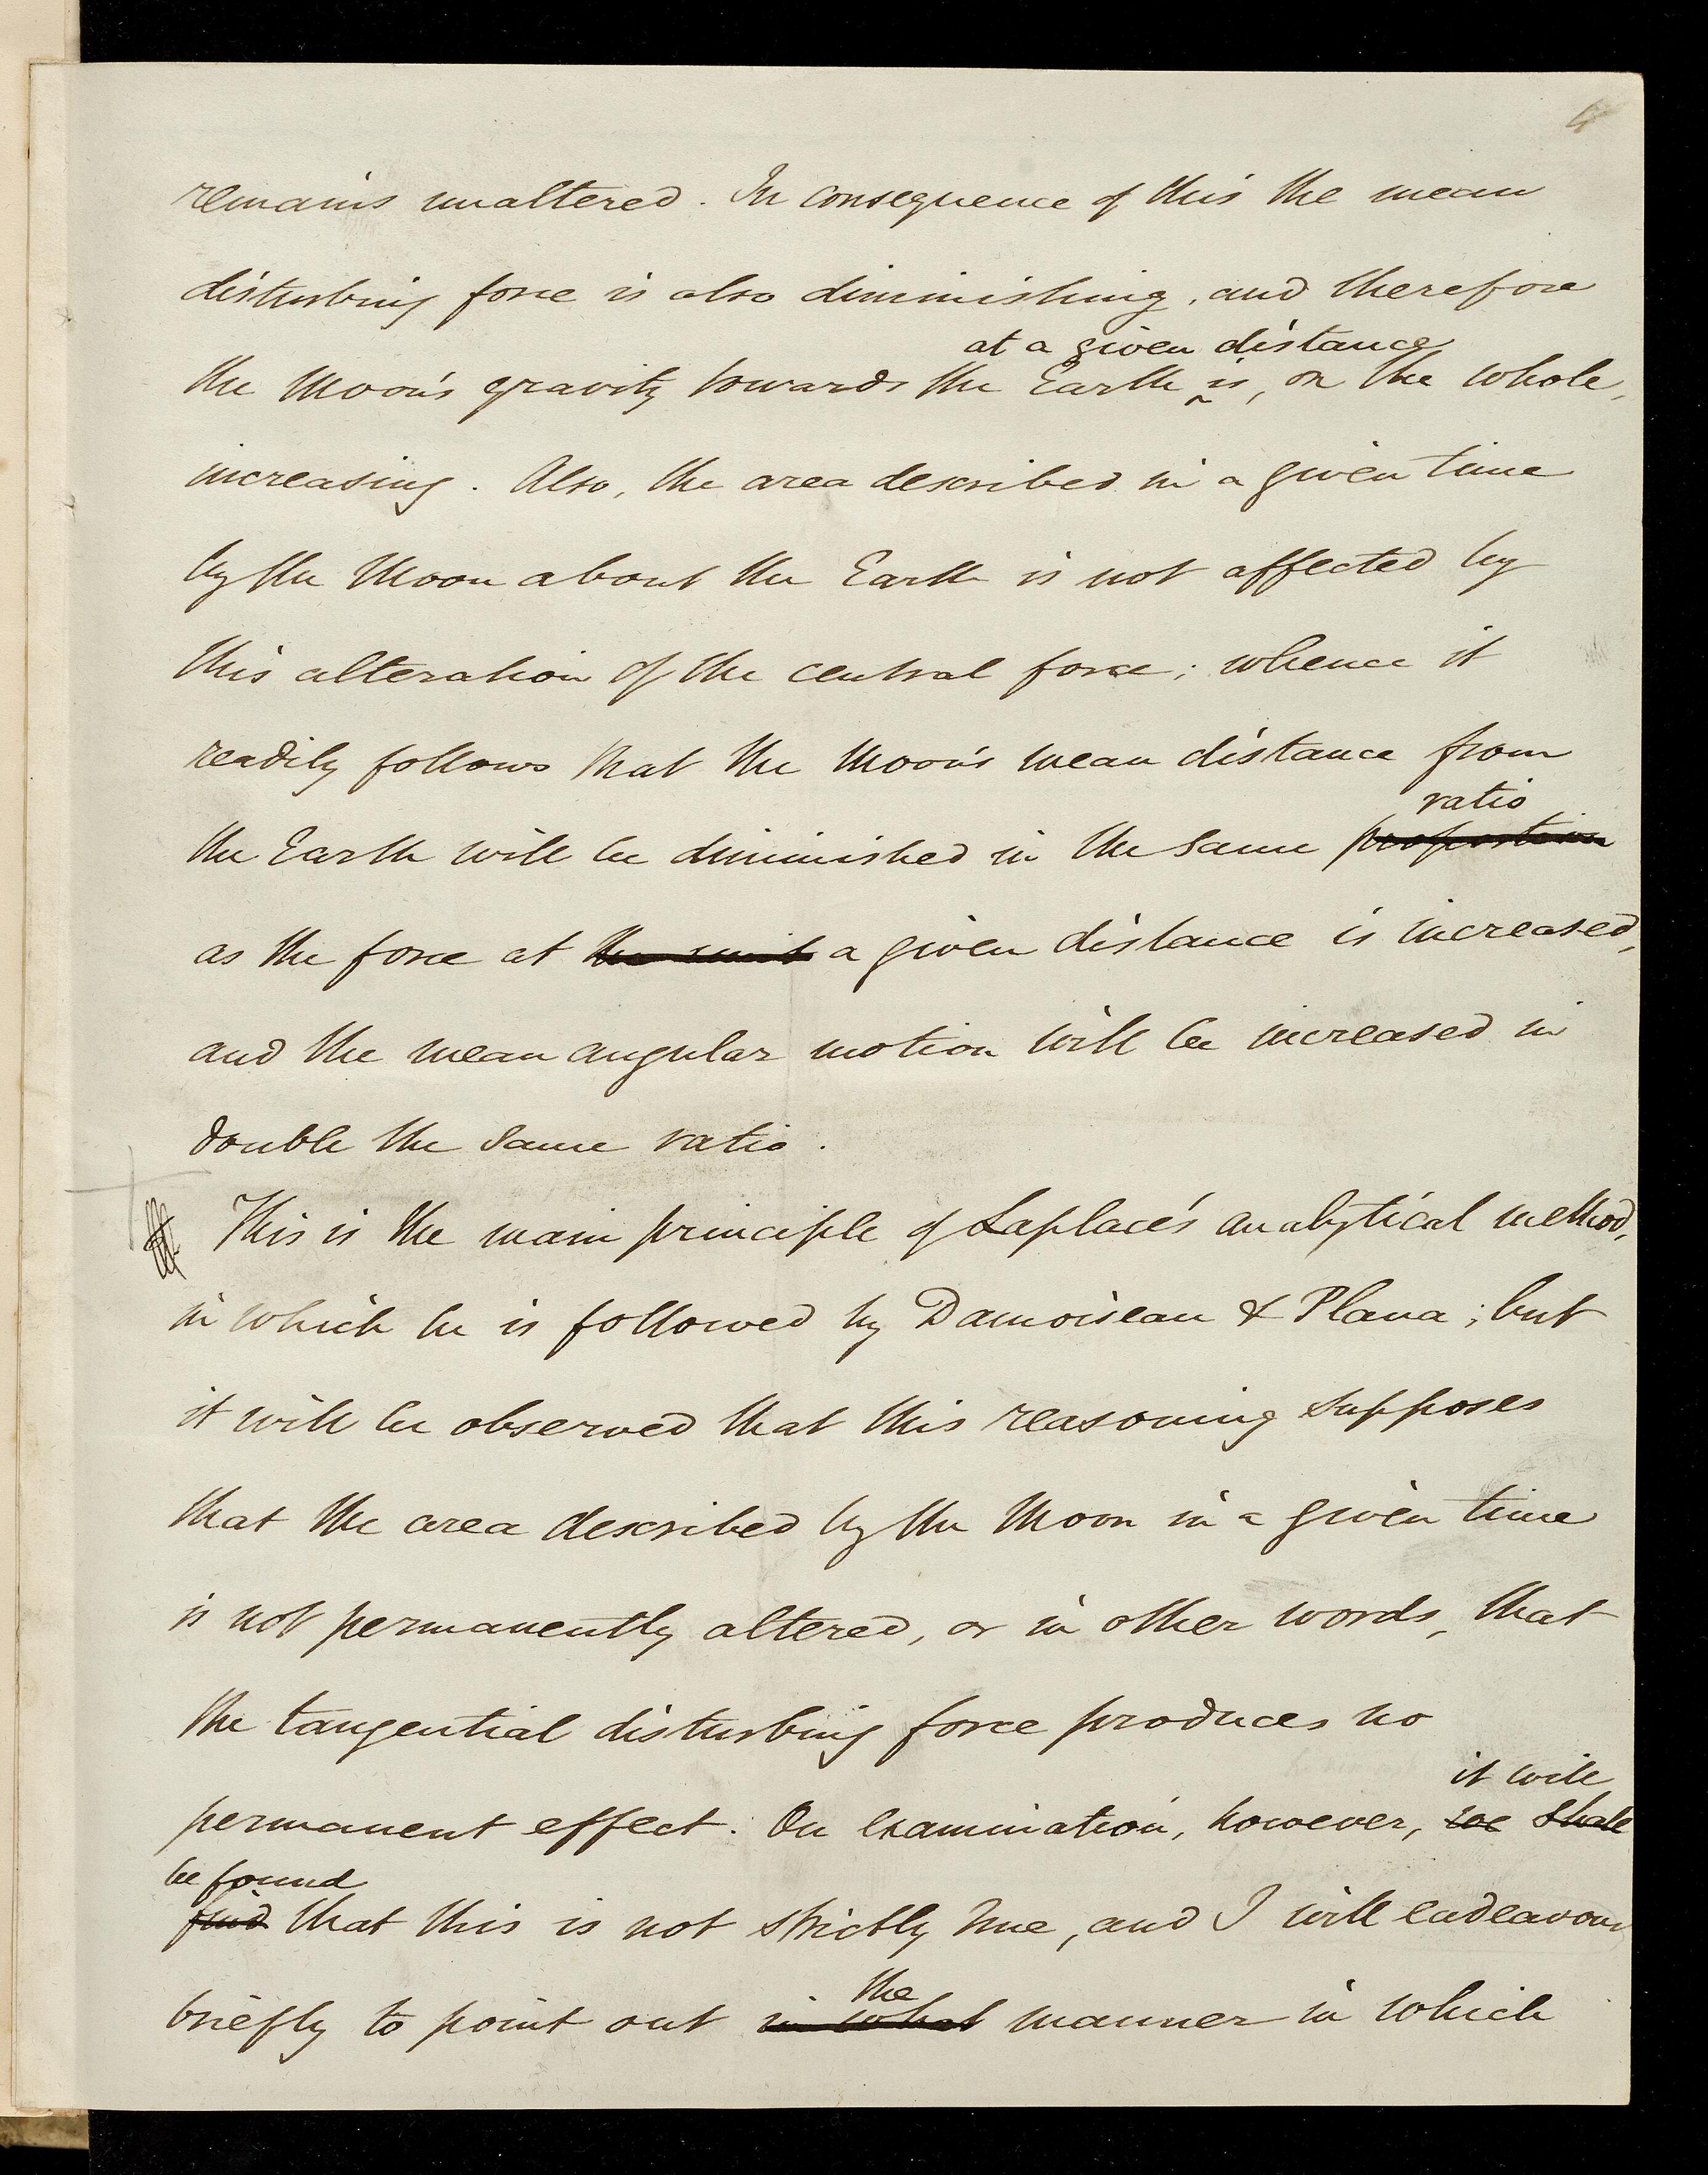 4
remains unaltered. In consequence of this the mean
disturbing force is also diminishing, and therefore
at a given distance
the Moon's gravity towards the Earth ‸ is, on the whole,
increasing. Also, the area described in a given time
by the Moon about the Earth is not affected by
this alteration of the central force; whence it
readily follows that the Moon's mean distance from
ratio
the Earth will be diminished in the same proportion
as the force at the unit a given distance is increased,
and the mean angular motion will be increased in
double the same ratio.
This is the main principle of Laplace's analytical method,
in which he is followed by Damoiseau & Plana; but
it will be observed that this reasoning supposes
that the area described by the Moon in a given time
is not permanently altered, or in other words, that
the tangential disturbing force produces no
it will
permanent effect. On examination, however, we shall
be found
find that this is not strictly true, and I will endeavour
the
briefly to point out in what manner in which